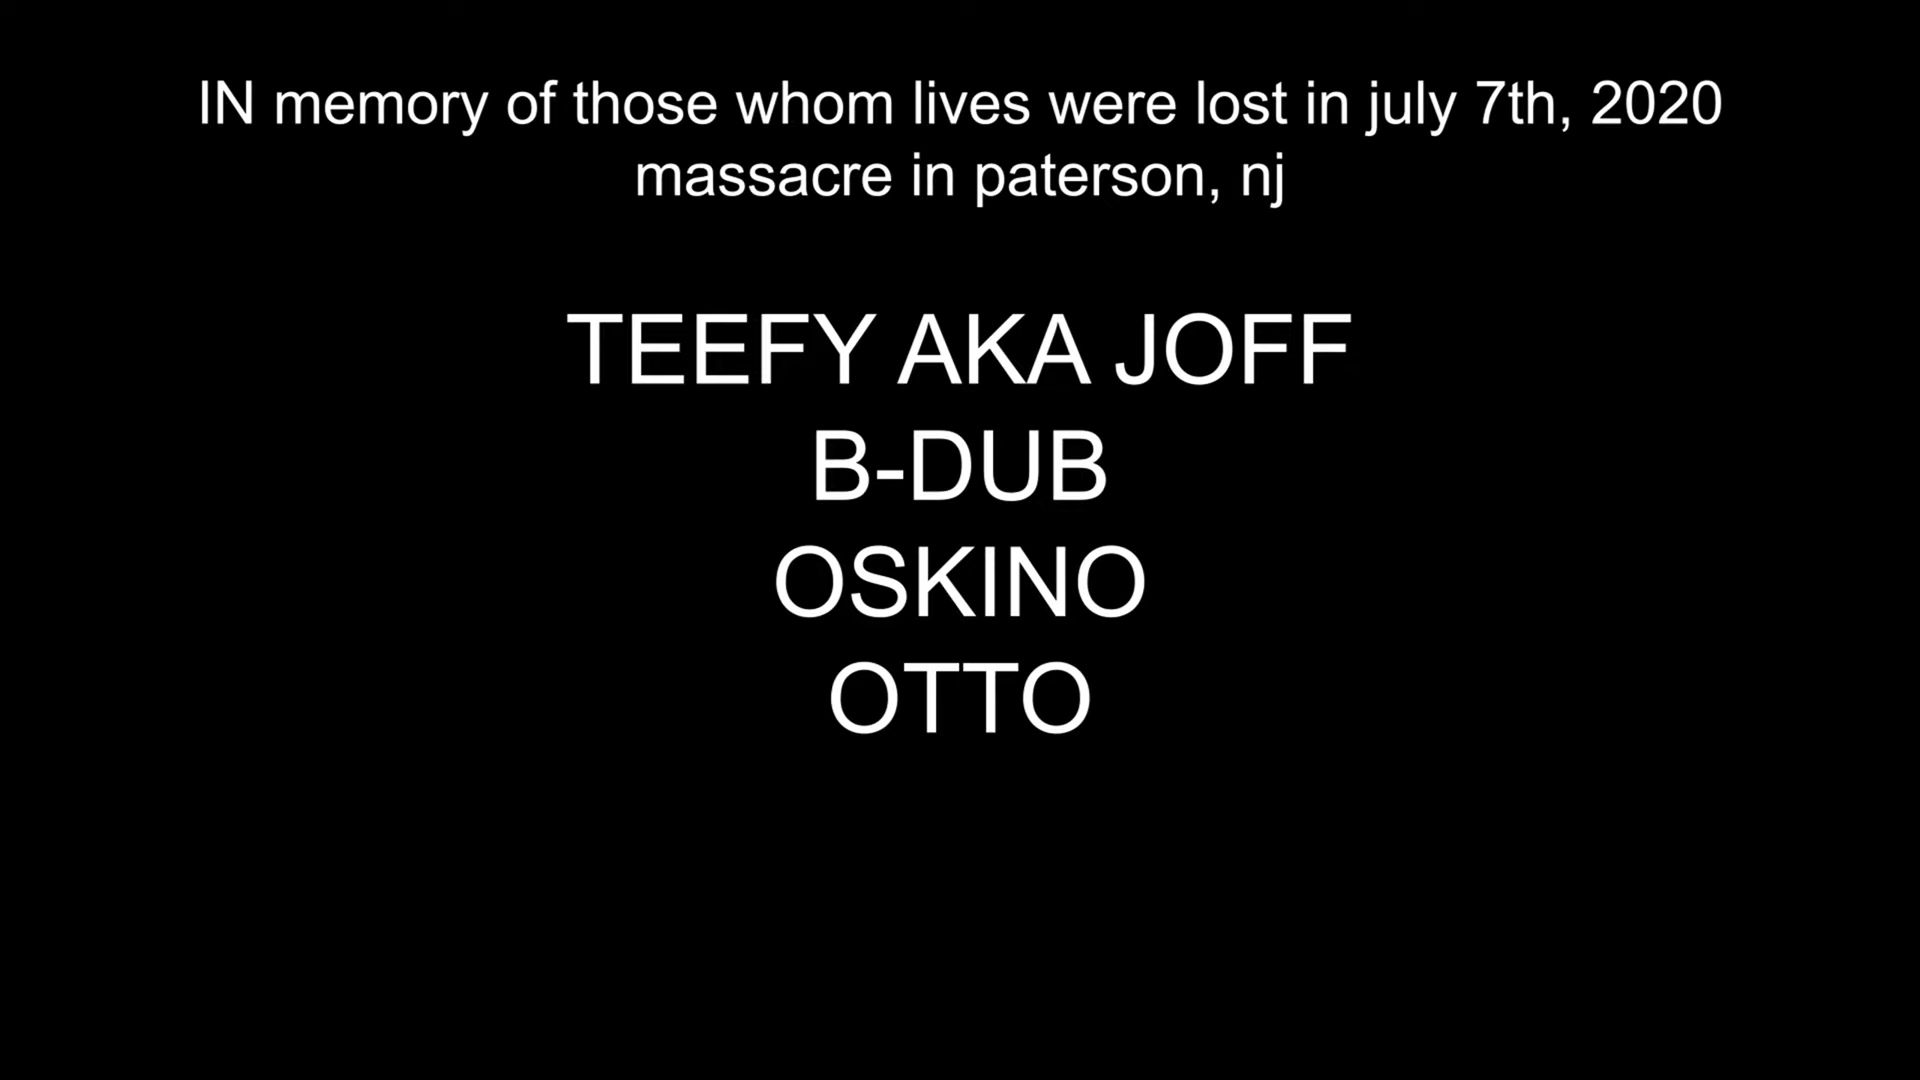 IN memory of those whom lives were lost in july 7th, 2020
massacre in paterson, nj
TEEFY AKA JOFF
B-DUB
OSKINO
OTTO